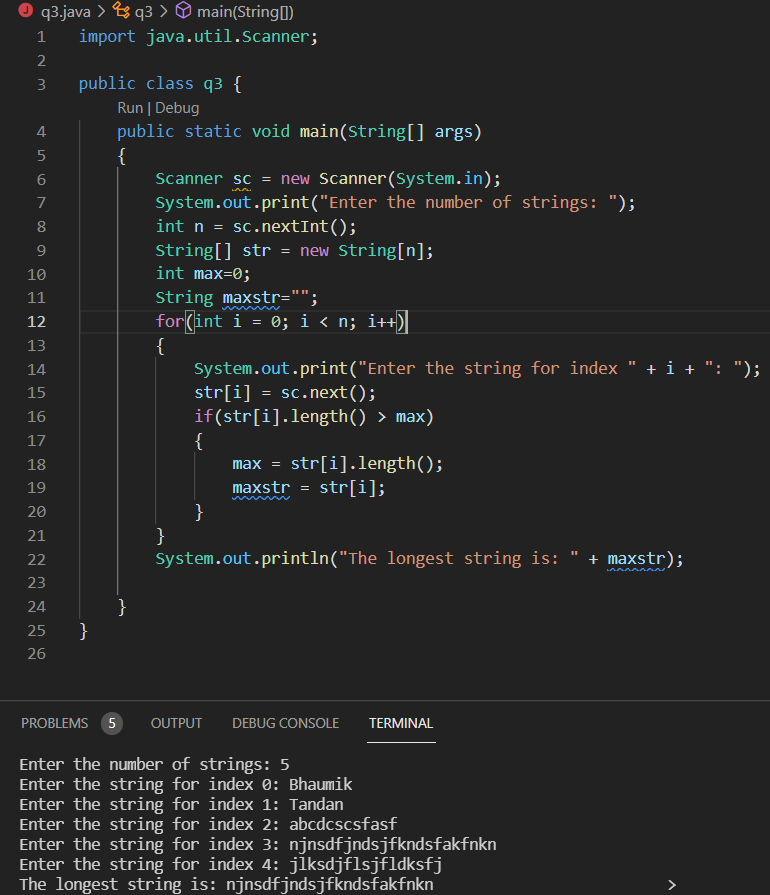 q3.java > q3 > main(String[])
1 import java.util.Scanner;
2
3 public class q3 {
Run | Debug
4 public static void main(String[] args)
5 {
6 Scanner sc = new Scanner(System.in);
7 System.out.print("Enter the number of strings: ");
8 int n = sc.nextInt();
9 String[] str = new String[n];
10 int max=0;
11 String maxstr="";
12 for(int i = 0; i < n; i++)
13 {
14 System.out.print("Enter the string for index " + i + ": ");
15 str[i] = sc.next();
16 if(str[i].length() > max)
17 {
18 max = str[i].length();
19 maxstr = str[i];
20 }
21 }
22 System.out.println("The longest string is: " + maxstr);
23
24 }
25 }
26
PROBLEMS 5 OUTPUT DEBUG CONSOLE TERMINAL
Enter the number of strings: 5
Enter the string for index 0: Bhaumik
Enter the string for index 1: Tandan
Enter the string for index 2: abcdcscsfasf
Enter the string for index 3: njnsdfjndsjfkndsfakfnkn
Enter the string for index 4: jlksdjflsjfldksfj
The longest string is: njnsdfjndsjfkndsfakfnkn >